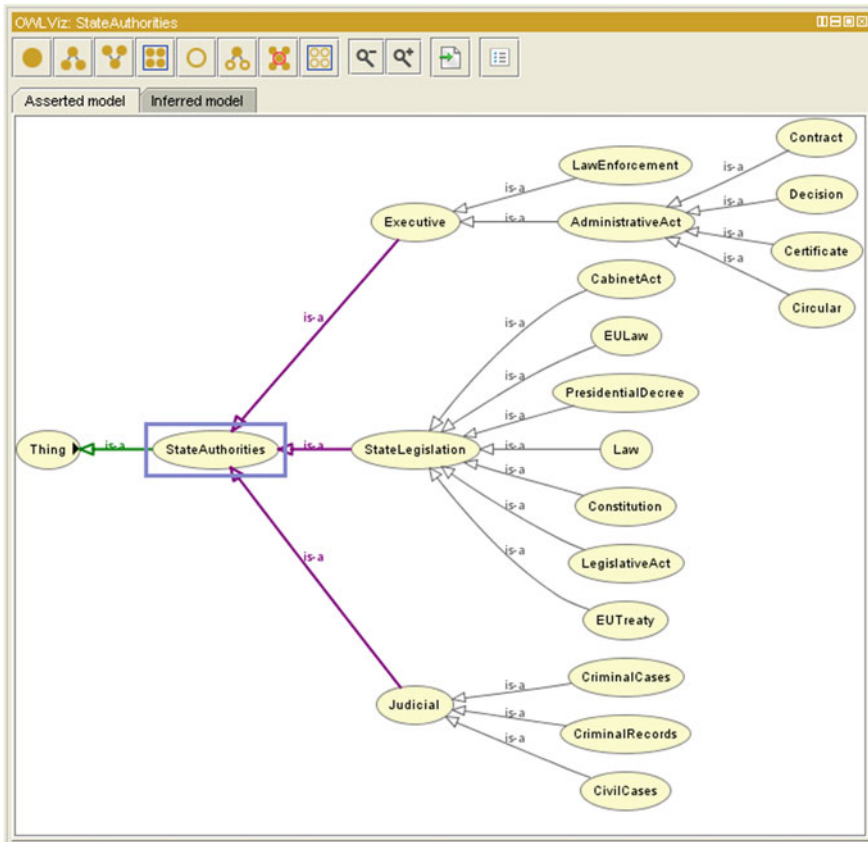 OWLViz: StateAuthorities
Asserted model
Inferred model
Contract
LawEnforcement
is-a
is-a
Decision
Executive
is-a
AdministrativeAct
is-a
is-a
Certificate
is-a
Circular
CabinetAct
is-a
is-a
EULaw
is-a
PresidentialDecree
is-a
Thing
is-a
StateAuthorities
is-a
StateLegislation
is-a
Law
is-a
Constitution
is-a
LegislativeAct
is-a
is-a
EUTreaty
CriminalCases
is-a
Judicial
is-a
CriminalRecords
is-a
CivilCases